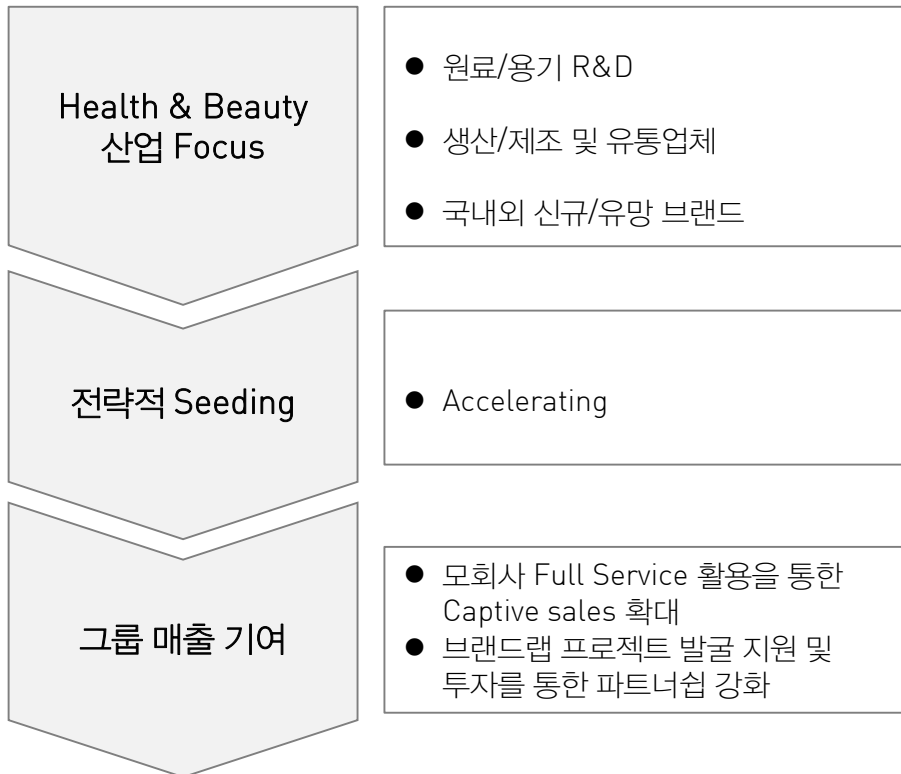 Health & Beauty
산업 Focus
● 원료/용기 R&D
● 생산/제조 및 유통업체
● 국내외 신규/유망 브랜드
전략적 Seeding
● Accelerating
그룹 매출 기여
● 모회사 Full Service 활용을 통한
Captive sales 확대
● 브랜드랩 프로젝트 발굴 지원 및
투자를 통한 파트너쉽 강화